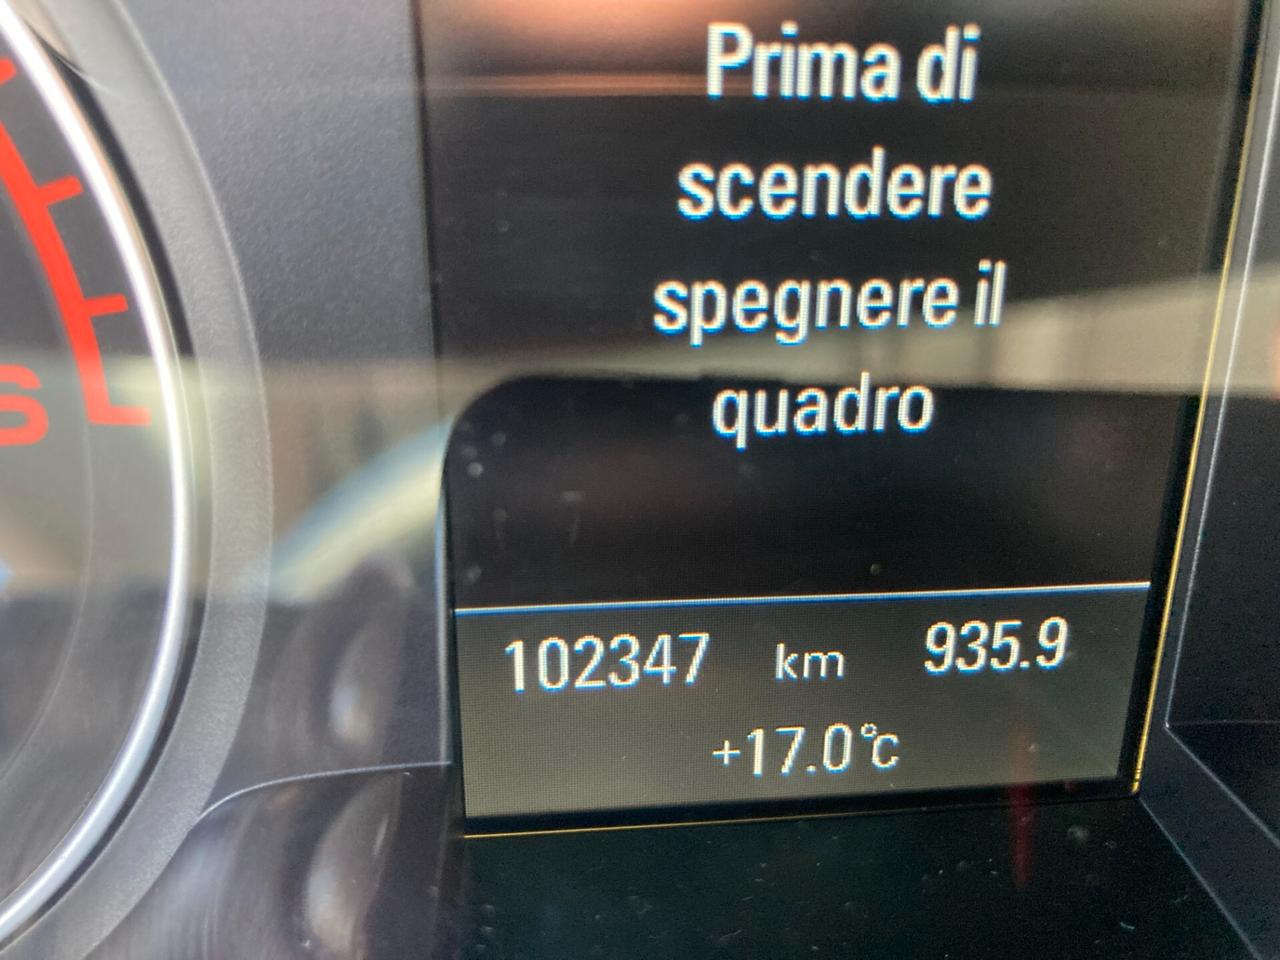 Prima di
scendere
spegnere il
quadro
102347 km 935.9
+17.0°C
S